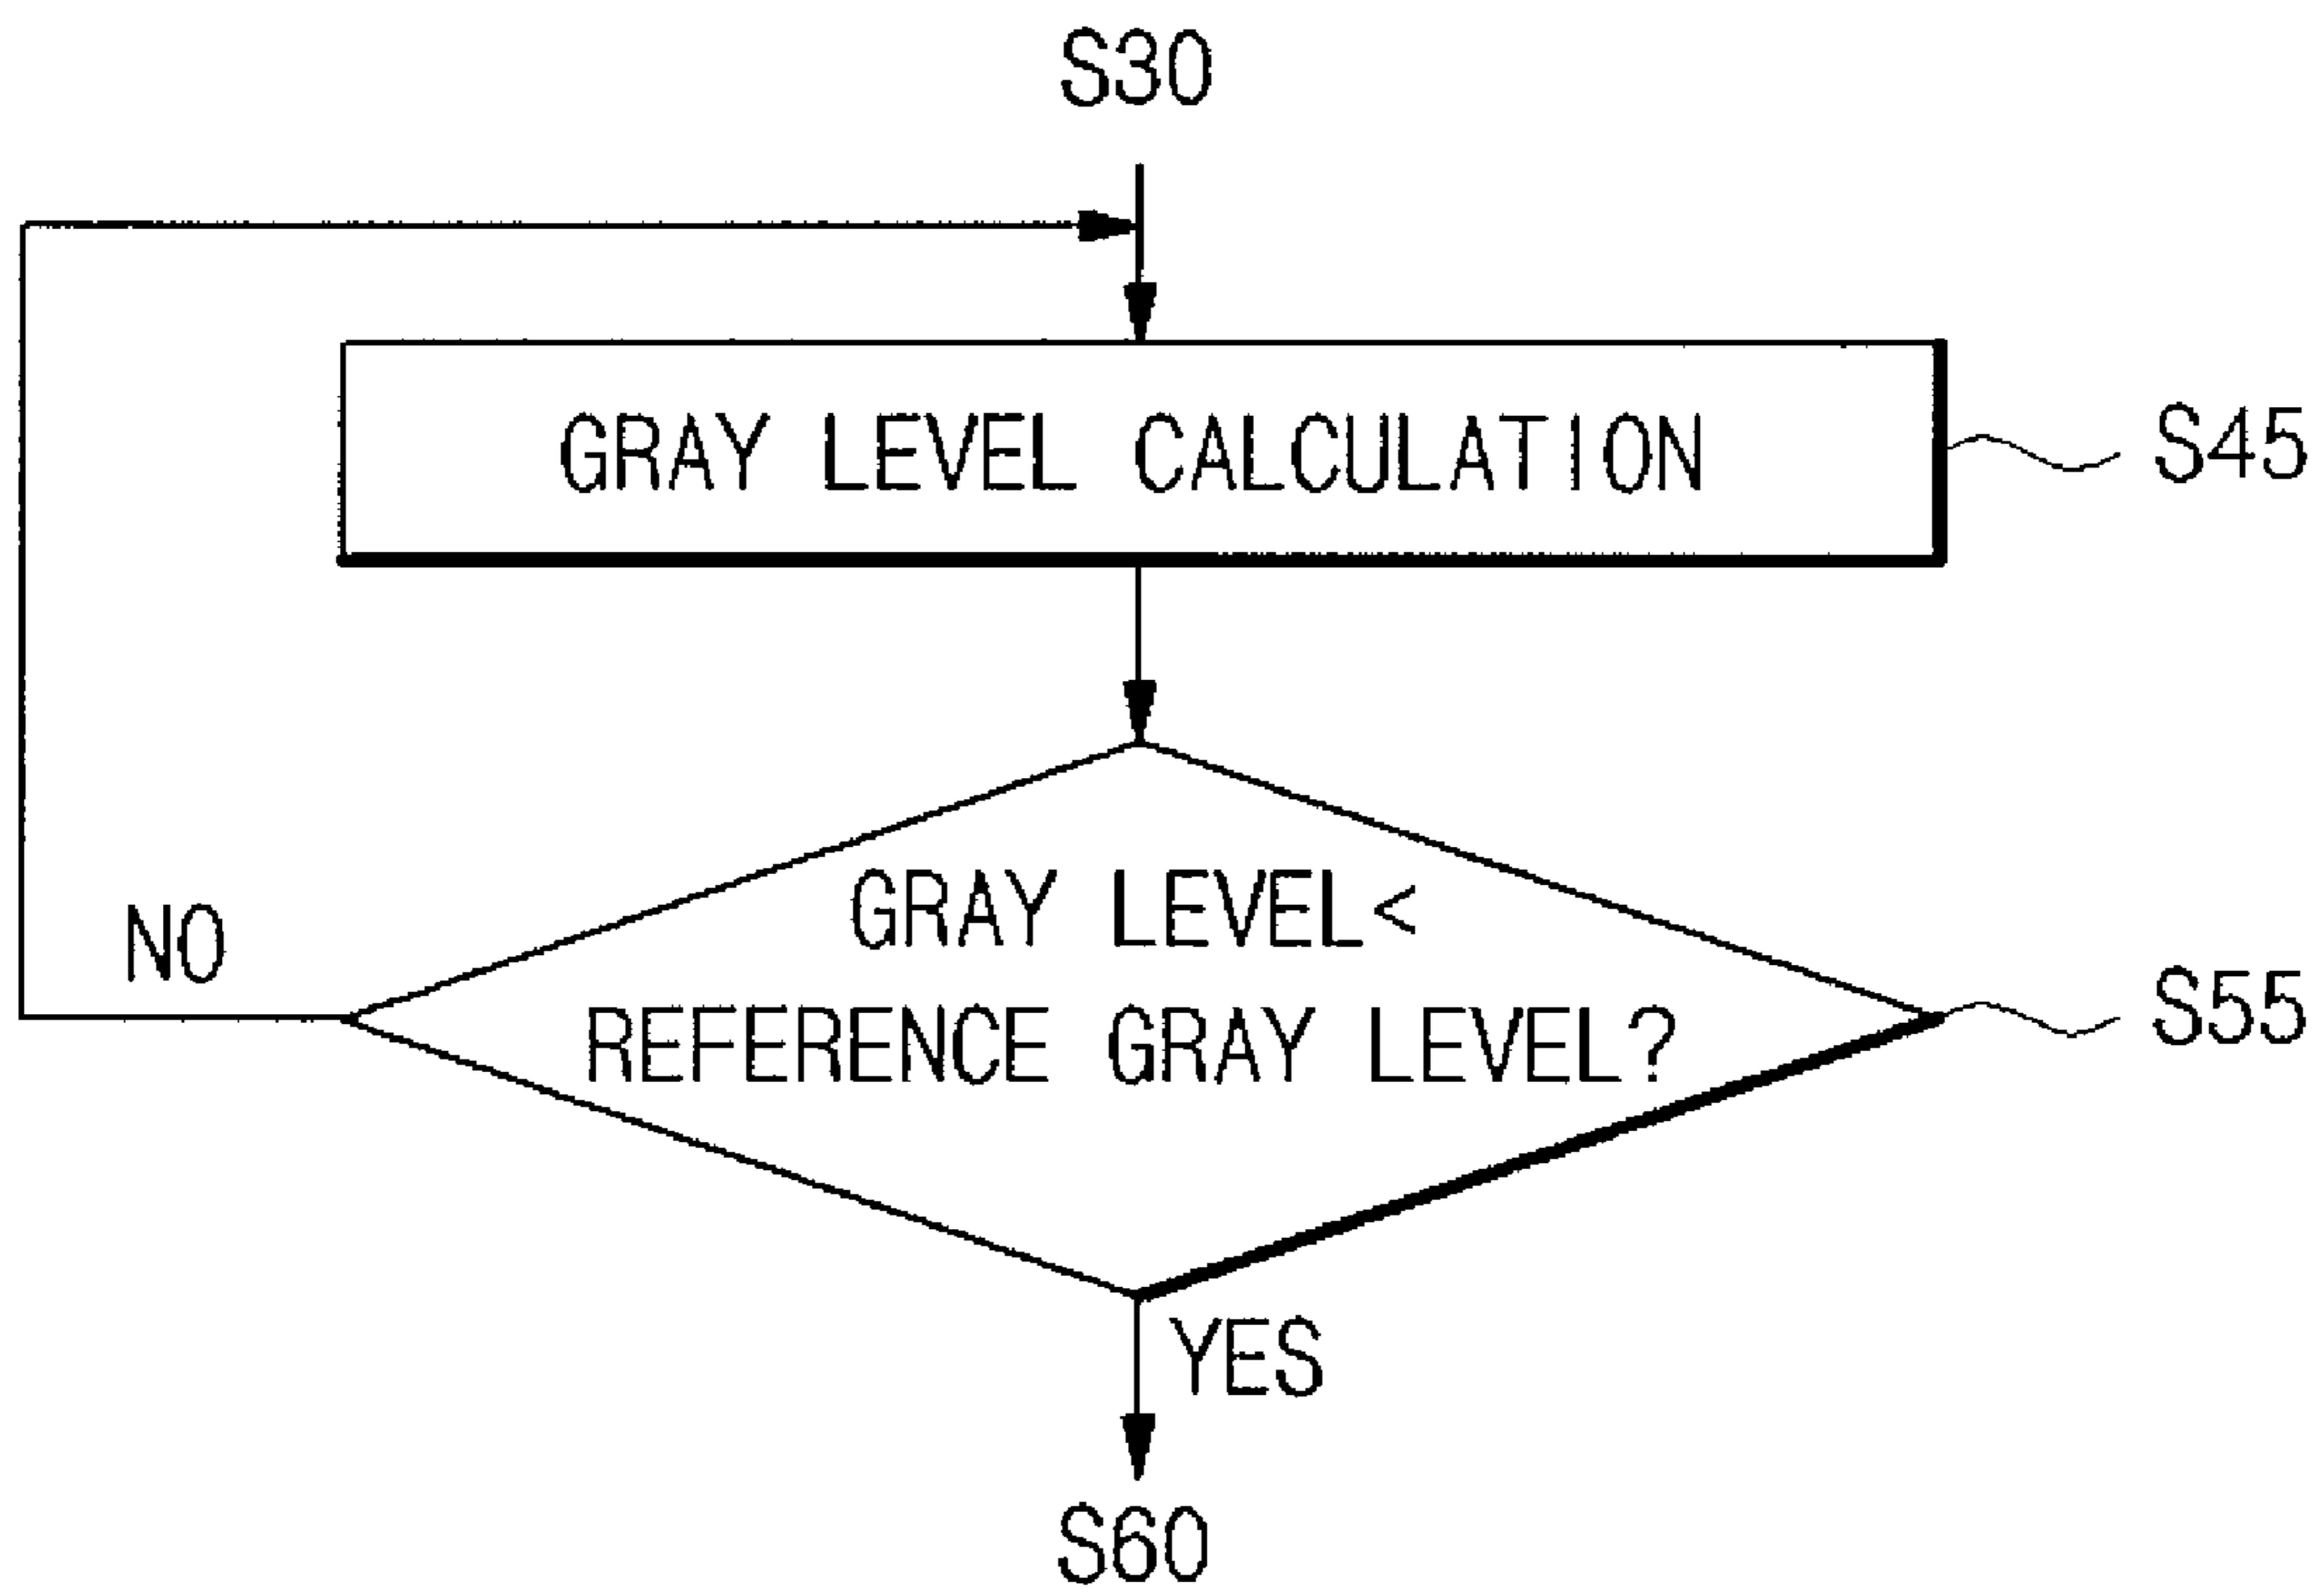 S30
GRAY LEVEL CALCULATION
S45
GRAY LEVEL<
REFERENCE GRAY LEVEL?
S55
NO
YES
S60